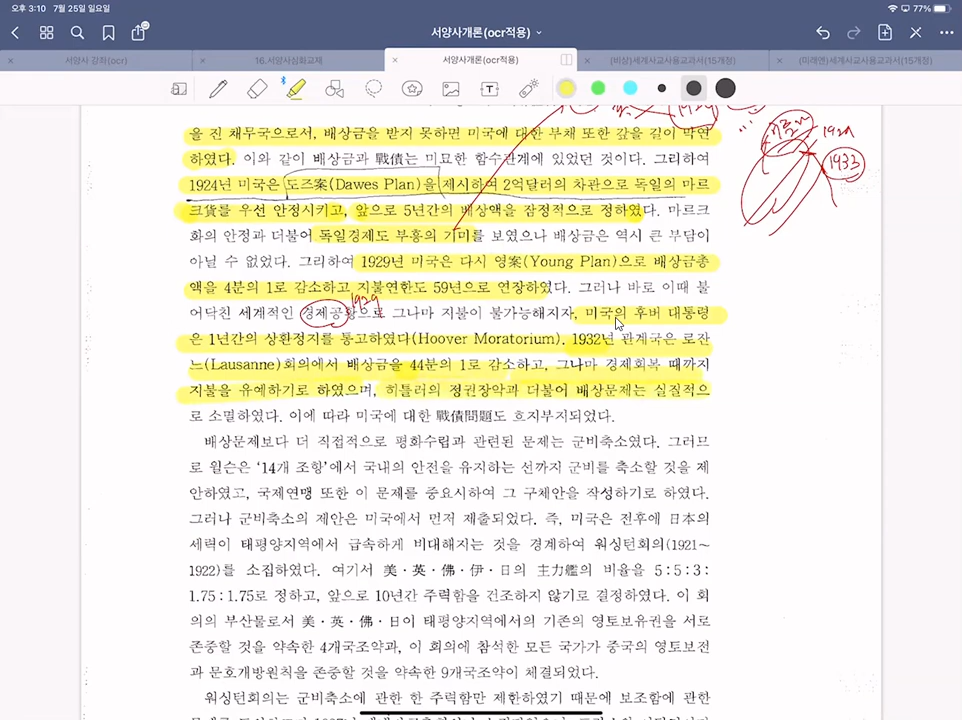 오후 3:10 7월 25일 일요일
77%
서양사개론(ocr적용)
서양사 강좌(ocr)
16.서양사심화교재
서양사개론(ocr적용)
(비상)세계사교사용교과서(15개정)
(미래엔)세계사교사용교과서(15개정)
을 진 채무국으로서, 배상금을 받지 못하면 미국에 대한 부채 또한 갚을 길이 막연
하였다. 이와 같이 배상금과 戰債는 미묘한 함수관계에 있었던 것이다. 그리하여
1924년 미국은 도즈案(Dawes Plan)을 제시하여 2억달러의 차관으로 독일의 마르
크貨를 우선 안정시키고, 앞으로 5년간의 배상액을 잠정적으로 정하였다. 마르크
화의 안정과 더불어 독일경제도 부흥의 기미를 보였으나 배상금은 역시 큰 부담이
아닐 수 없었다. 그리하여 1929년 미국은 다시 영案(Young Plan)으로 배상금총
액을 4분의 1로 감소하고 지불연한도 59년으로 연장하였다. 그러나 바로 이때 불
어닥친 세계적인 경제공황으로 그나마 지불이 불가능해지자, 미국의 후버 대통령
은 1년간의 상환정지를 통고하였다(Hoover Moratorium). 1932년 관계국은 로잔
느(Lausanne)회의에서 배상금을 44분의 1로 감소하고, 그나마 경제회복 때까지
지불을 유예하기로 하였으며, 히틀러의 정권장악과 더불어 배상문제는 실질적으
로 소멸하였다. 이에 따라 미국에 대한 戰債問題도 흐지부지되었다.
배상문제보다 더 직접적으로 평화수립과 관련된 문제는 군비축소였다. 그러므
로 윌슨은 ‘14개 조항’에서 국내의 안전을 유지하는 선까지 군비를 축소할 것을 제
안하였고, 국제연맹 또한 이 문제를 중요시하여 그 구체안을 작성하기로 하였다.
그러나 군비축소의 제안은 미국에서 먼저 제출되었다. 즉, 미국은 전후에 日本의
세력이 태평양지역에서 급속하게 비대해지는 것을 경계하여 워싱턴회의(1921~
1922)를 소집하였다. 여기서 美·英·佛·伊·日의 主力艦의 비율을 5:5:3:
1.75:1.75로 정하고, 앞으로 10년간 주력함을 건조하지 않기로 결정하였다. 이 회
의의 부산물로서 美·英·佛·日이 태평양지역에서의 기존의 영토보유권을 서로
존중할 것을 약속한 4개국조약과, 이 회의에 참석한 모든 국가가 중국의 영토보전
과 문호개방원칙을 존중할 것을 약속한 9개국조약이 체결되었다.
워싱턴회의는 군비축소에 관한 한 주력함만 제한하였기 때문에 보조함에 관한
1929
1933